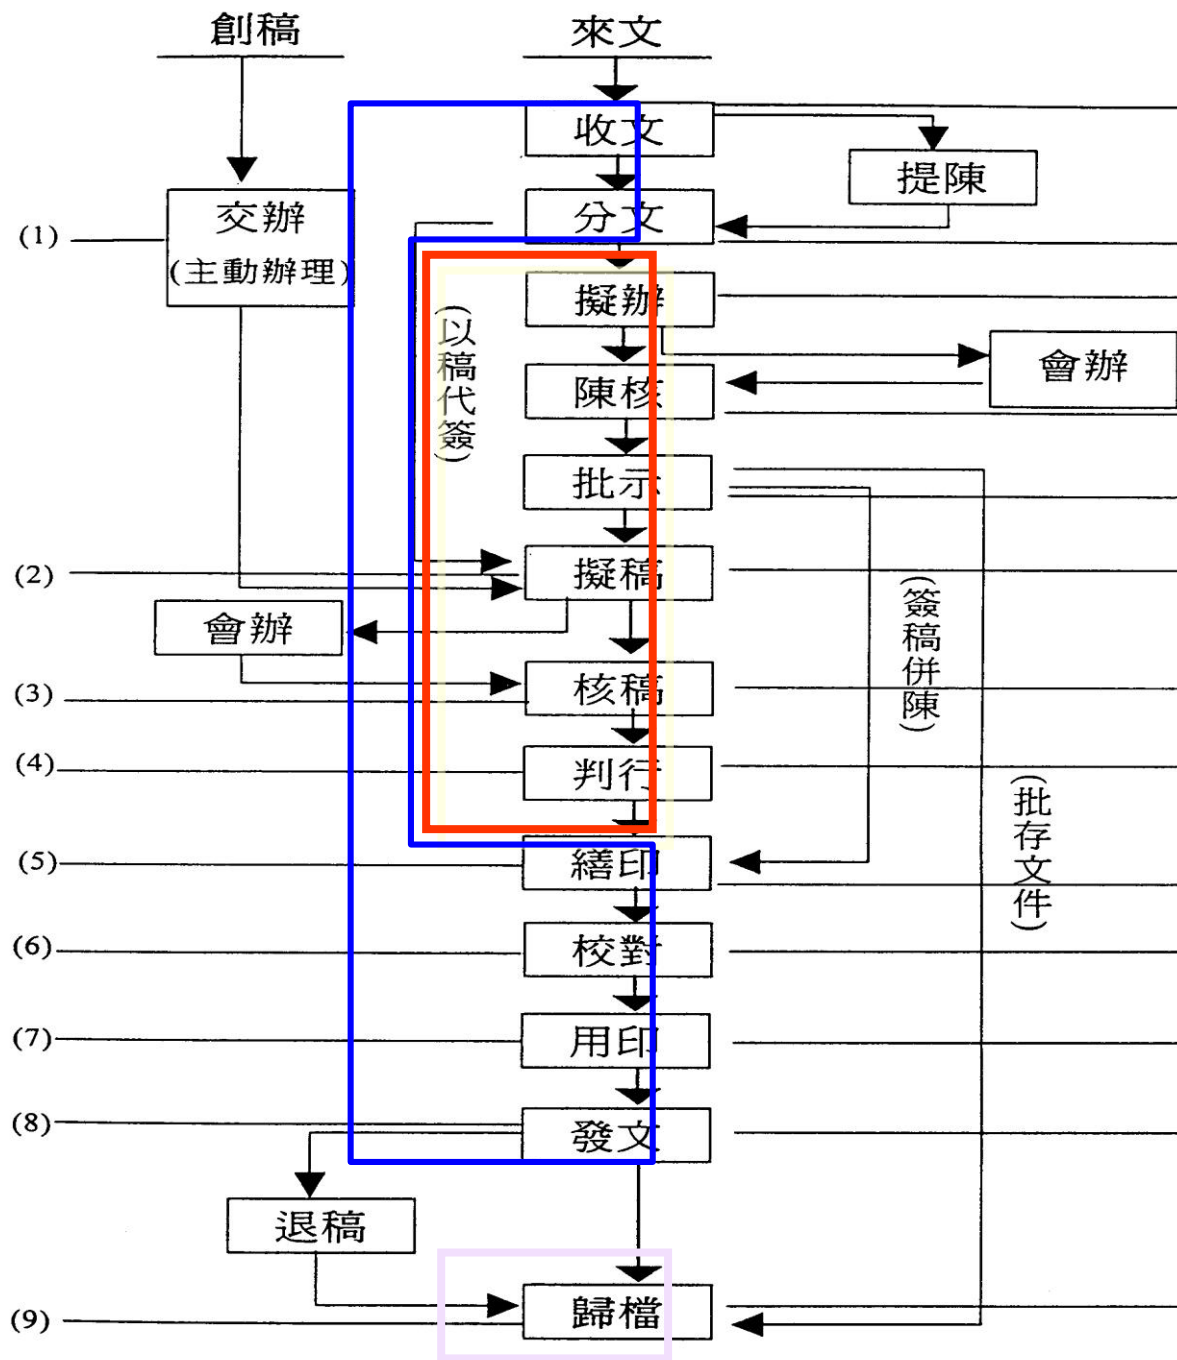 創稿
來文
收文
提陳
分文
(1)
交辦
(主動辦理)
擬辦
(以稿代簽)
會辦
陳核
批示
(2)
擬稿
(簽稿併陳)
會辦
(3)
核稿
(4)
判行
(批存文件)
(5)
繕印
(6)
校對
(7)
用印
(8)
發文
退稿
(9)
歸檔